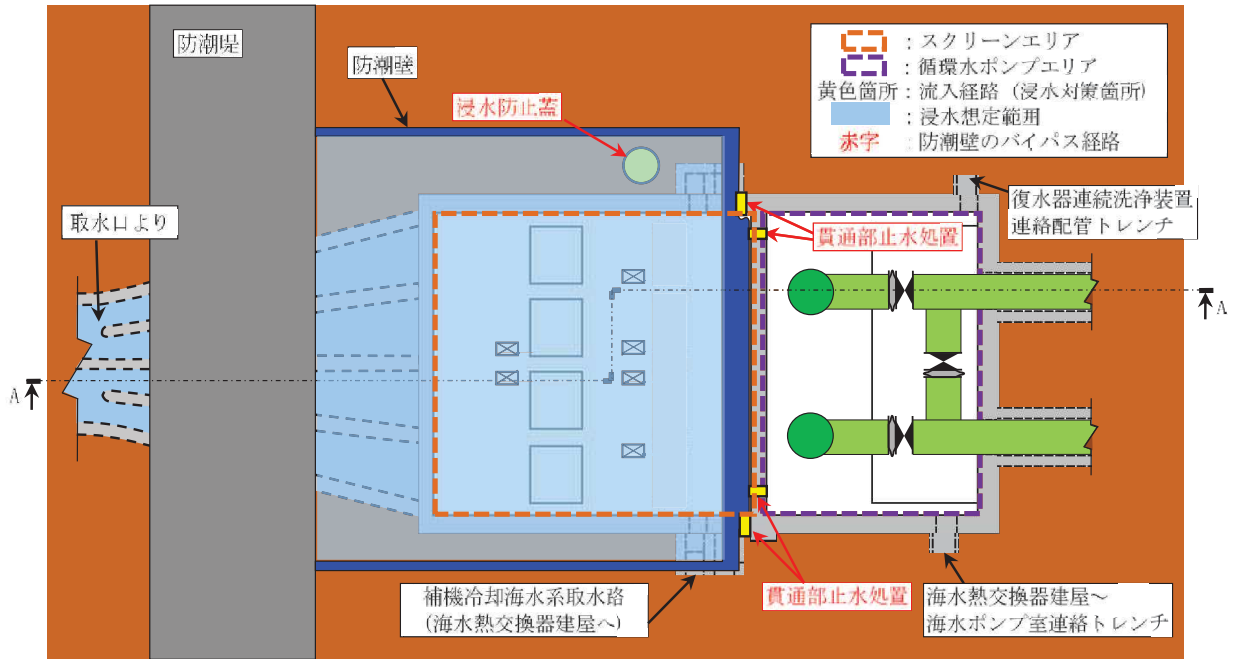 防潮堤
防潮壁
浸水防止蓋
：スクリーンエリア
：循環水ポンプエリア
黄色箇所：流入経路（浸水対策箇所）
：浸水想定範囲
赤字：防潮壁のバイパス経路
取水口より
復水器連続洗浄装置
連絡配管トレンチ
貫通部止水処置
A
A
補機冷却海水系取水路
(海水熱交換器建屋へ)
貫通部止水処置
海水熱交換器建屋～
海水ポンプ室連絡トレンチ